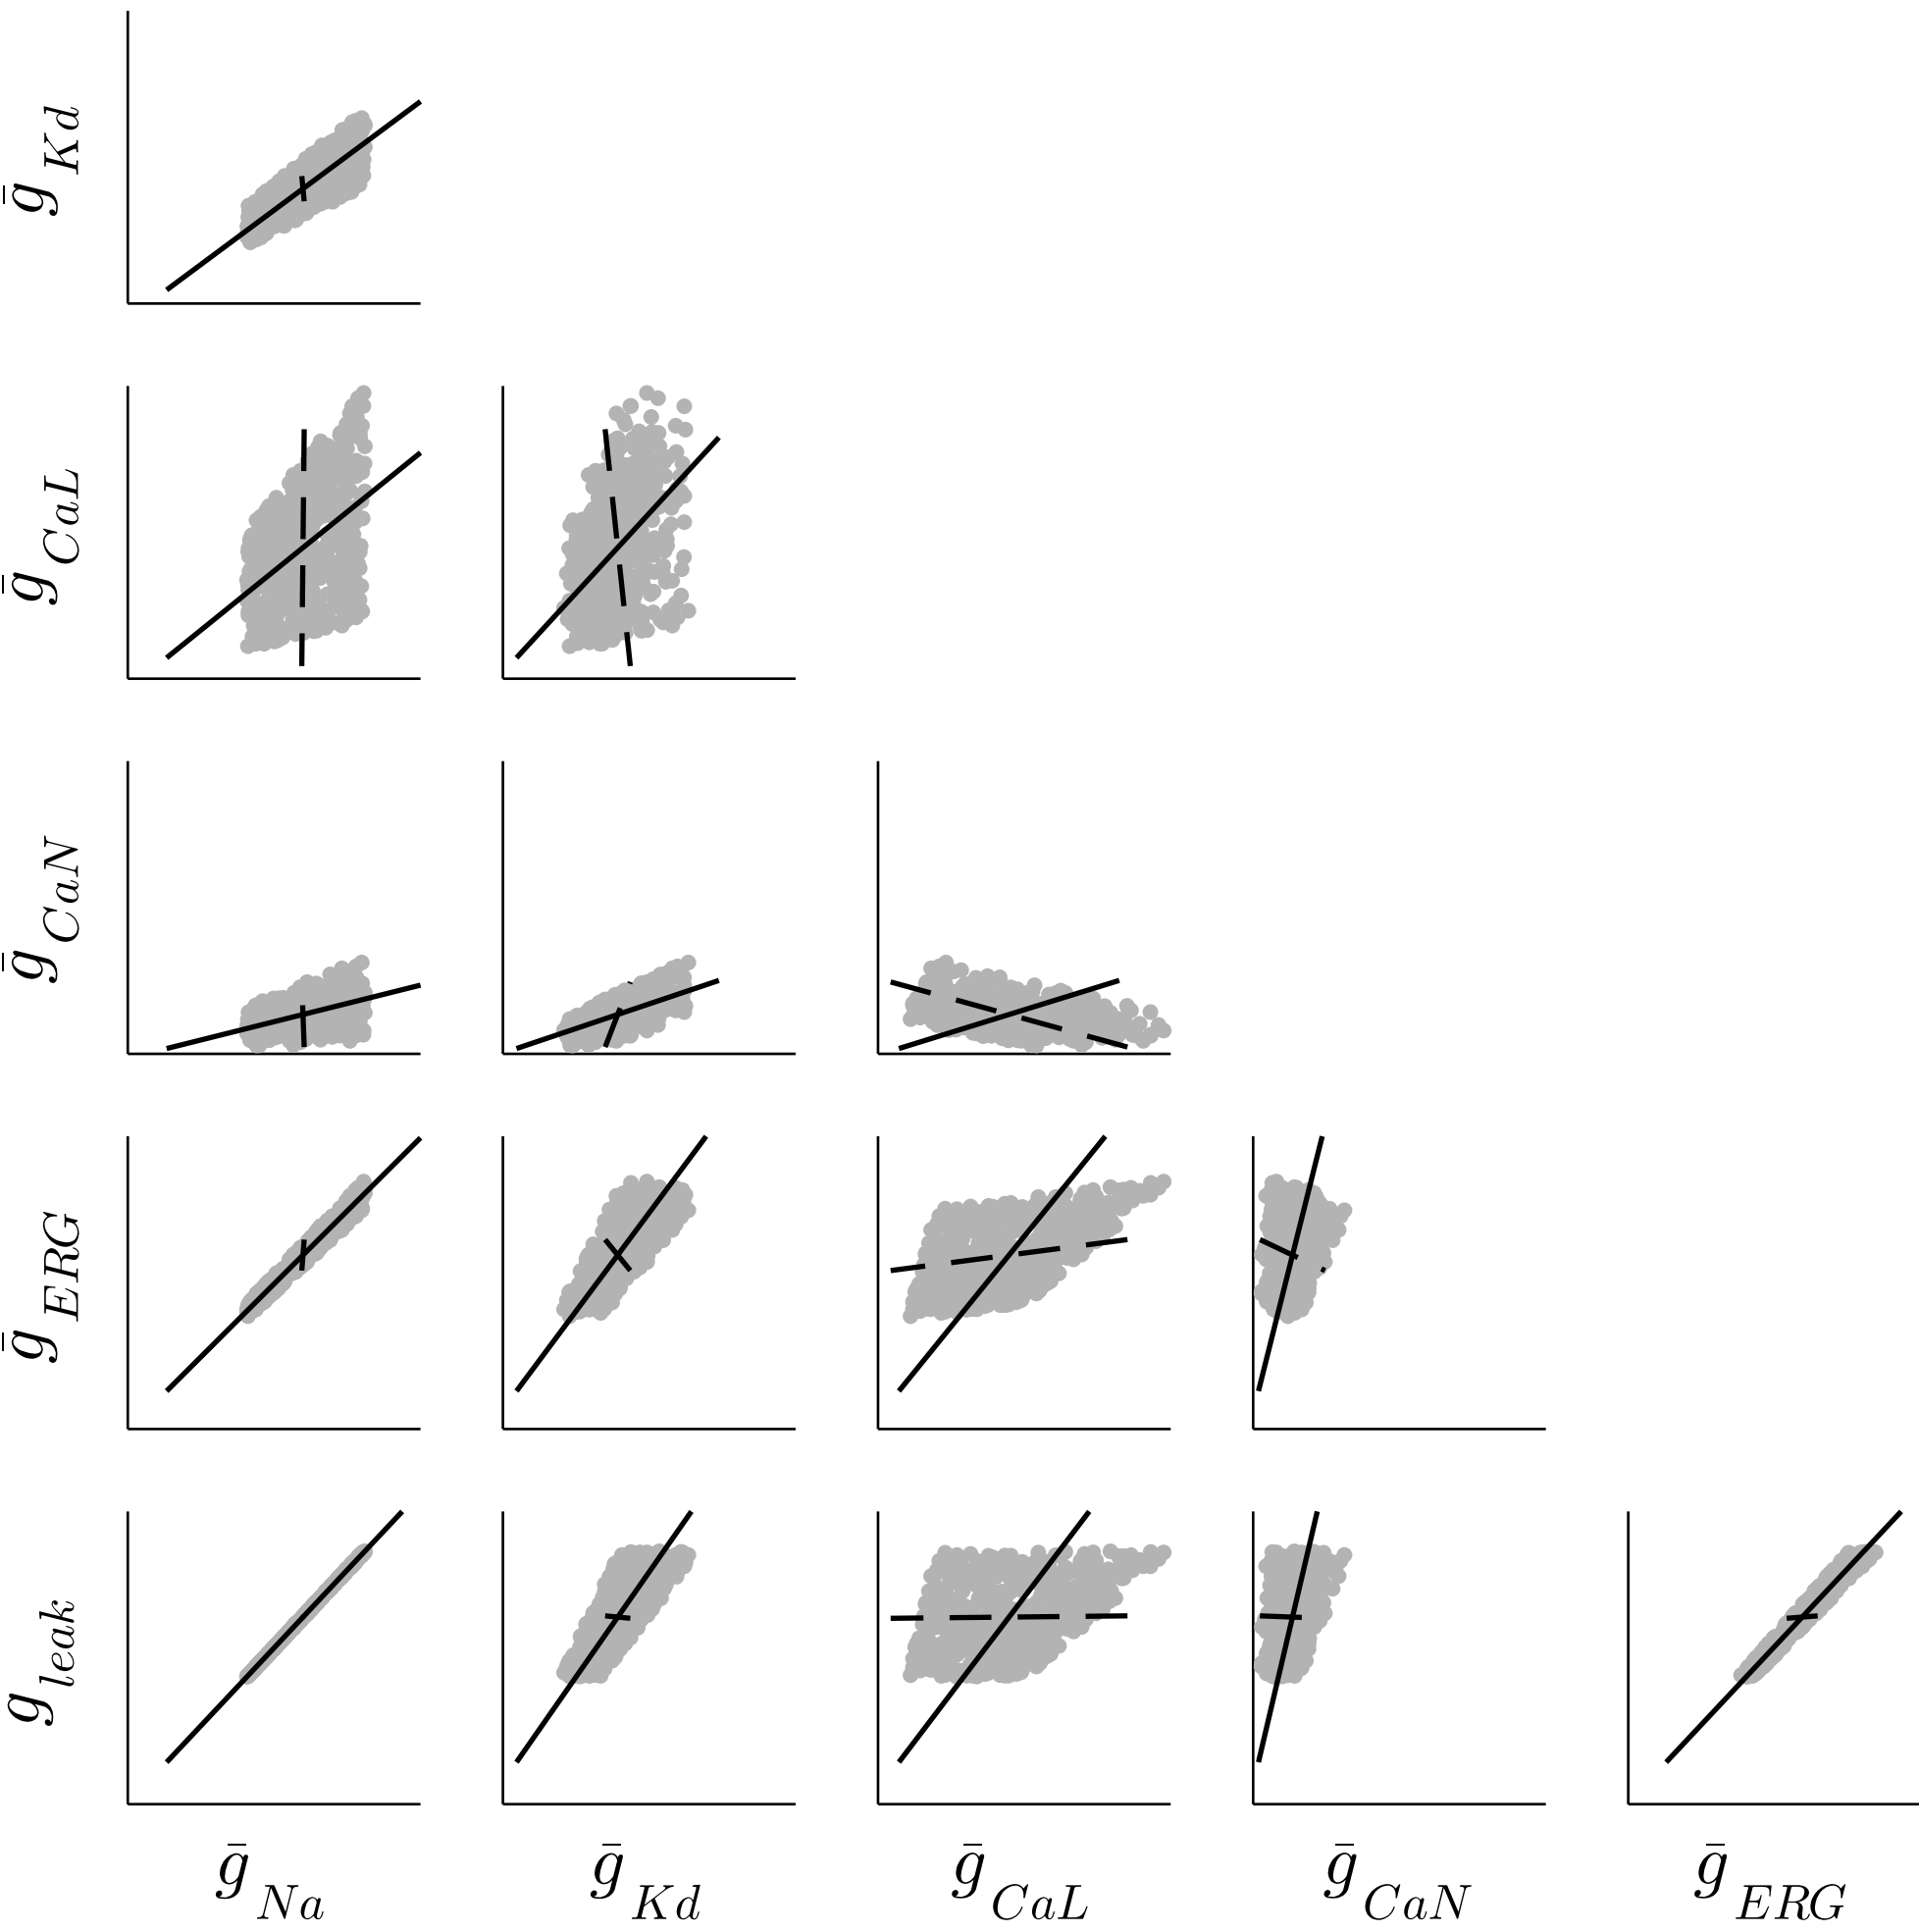 ḡ_Kd
ḡ_CaL
ḡ_CaN
ḡ_ERG
g_leak
ḡ_Na
ḡ_Kd
ḡ_CaL
ḡ_CaN
ḡ_ERG